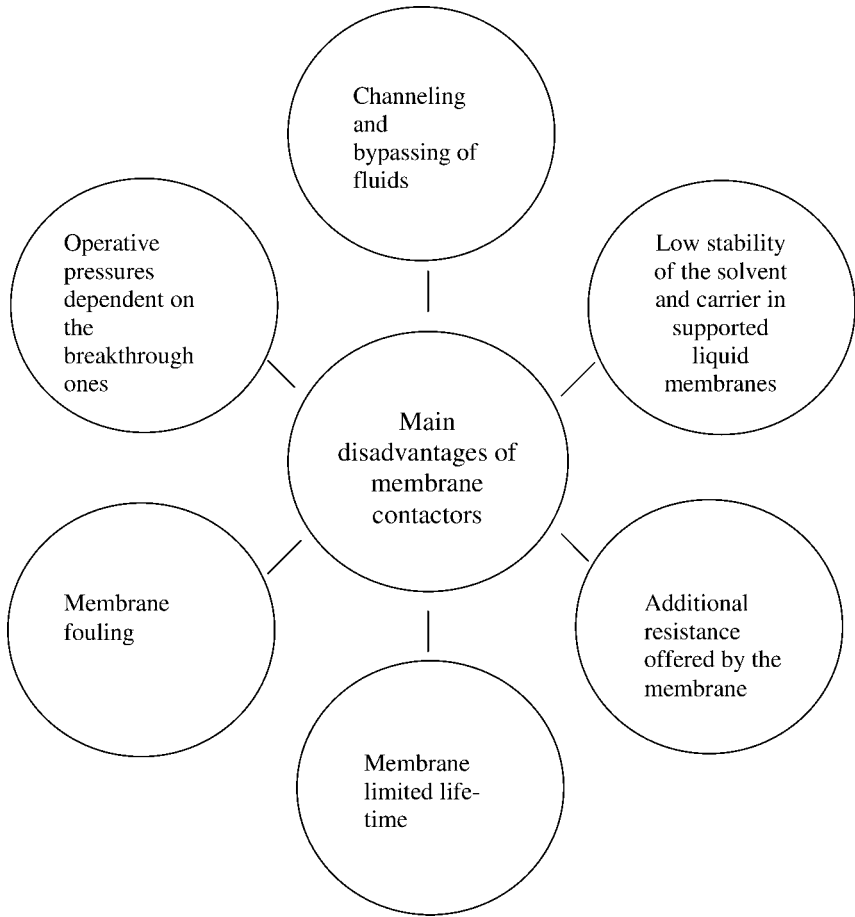 Channeling
and
bypassing of
fluids
Operative
pressures
dependent on
the
breakthrough
ones
Low stability
of the solvent
and carrier in
supported
liquid
membranes
Main
disadvantages of
membrane
contactors
Membrane
fouling
Additional
resistance
offered by the
membrane
Membrane
limited life-
time